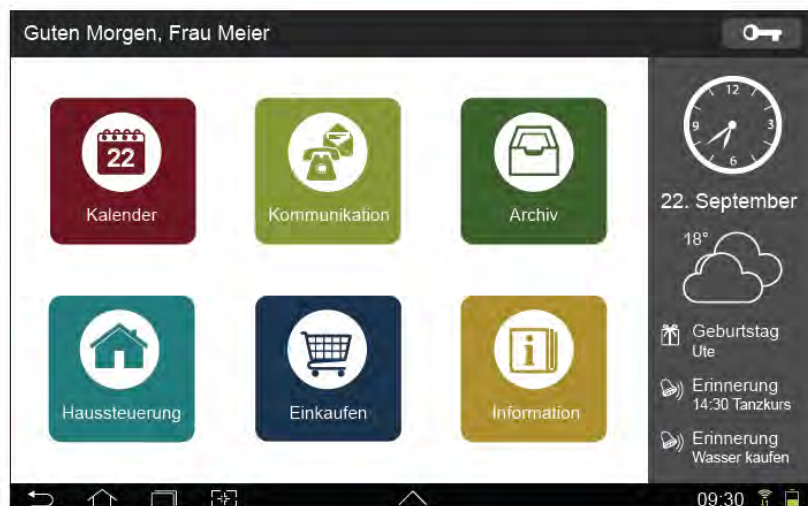 Guten Morgen, Frau Meier
12
3
6
9
22
Kalender
Kommunikation
Archiv
22. September
18°
Geburtstag
Ute
Haussteuerung
Einkaufen
i
Information
Erinnerung
14:30 Tanzkurs
Erinnerung
Wasser kaufen
09:30